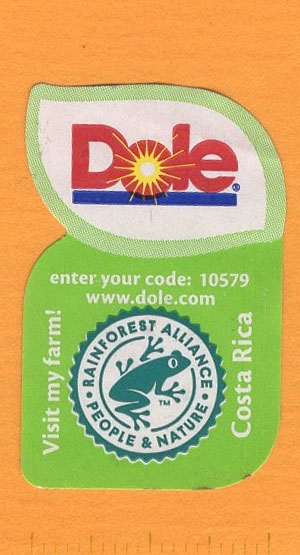 Dole®
enter your code: 10579
www.dole.com
Visit my farm!
RAINFOREST ALLIANCE
PEOPLE & NATURE
TM
Costa Rica